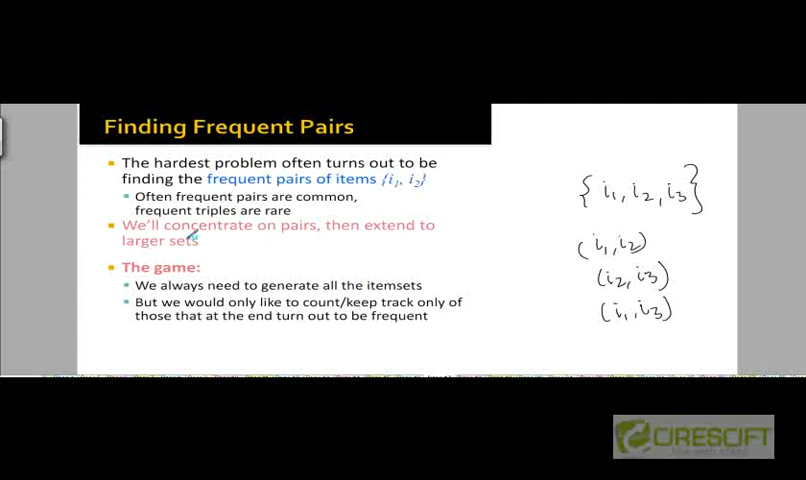 Finding Frequent Pairs
The hardest problem often turns out to be
finding the frequent pairs of items {i₁, i₂}
Often frequent pairs are common,
frequent triples are rare
We'll concentrate on pairs, then extend to
larger sets
The game:
We always need to generate all the itemsets
But we would only like to count/keep track only of
those that at the end turn out to be frequent
{i₁, i₂, i₃}
(i₁, i₂)
(i₂, i₃)
(i₁, i₃)